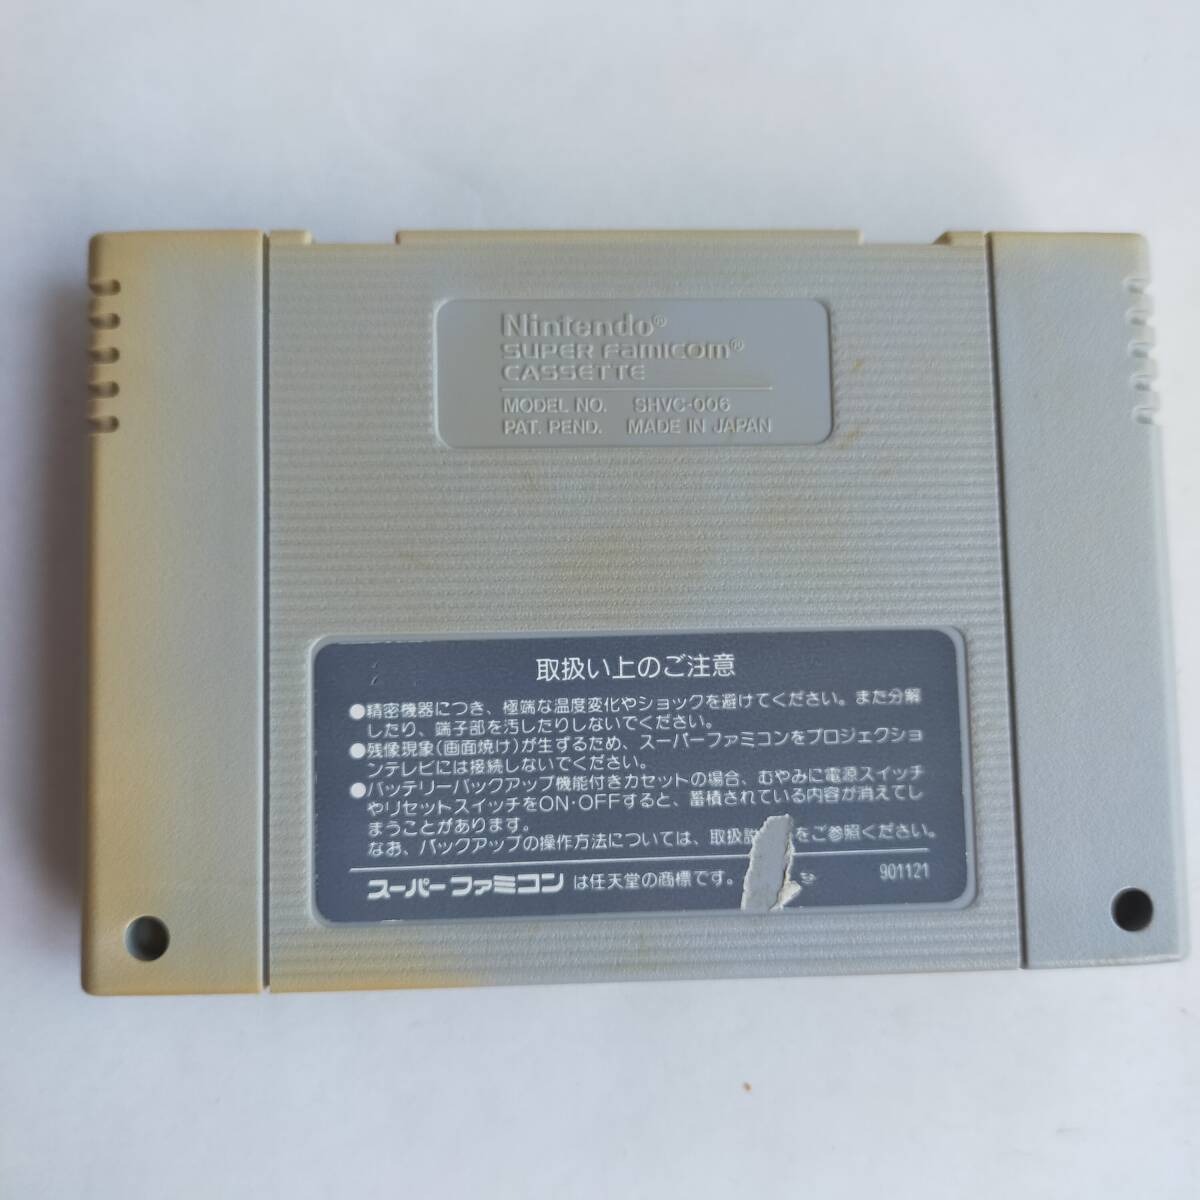 Nintendo®
SUPER FAMICOM®
CASSETTE
MODEL NO. SHVC-006
PAT. PEND. MADE IN JAPAN
取扱い上のご注意
●精密機器につき、極端な温度変化やショックを避けてください。また分解
したり、端子部を汚したりしないでください。
●残像現象(画面焼け)が生ずるため、スーパーファミコンをプロジェクショ
ンテレビには接続しないでください。
●バッテリーバックアップ機能付きカセットの場合、むやみに電源スイッチ
やリセットスイッチをON・OFFすると、蓄積されている内容が消えてし
まうことがあります。
なお、バックアップの操作方法については、取扱説 をご参照ください。
スーパーファミコン は任天堂の商標です。 901121